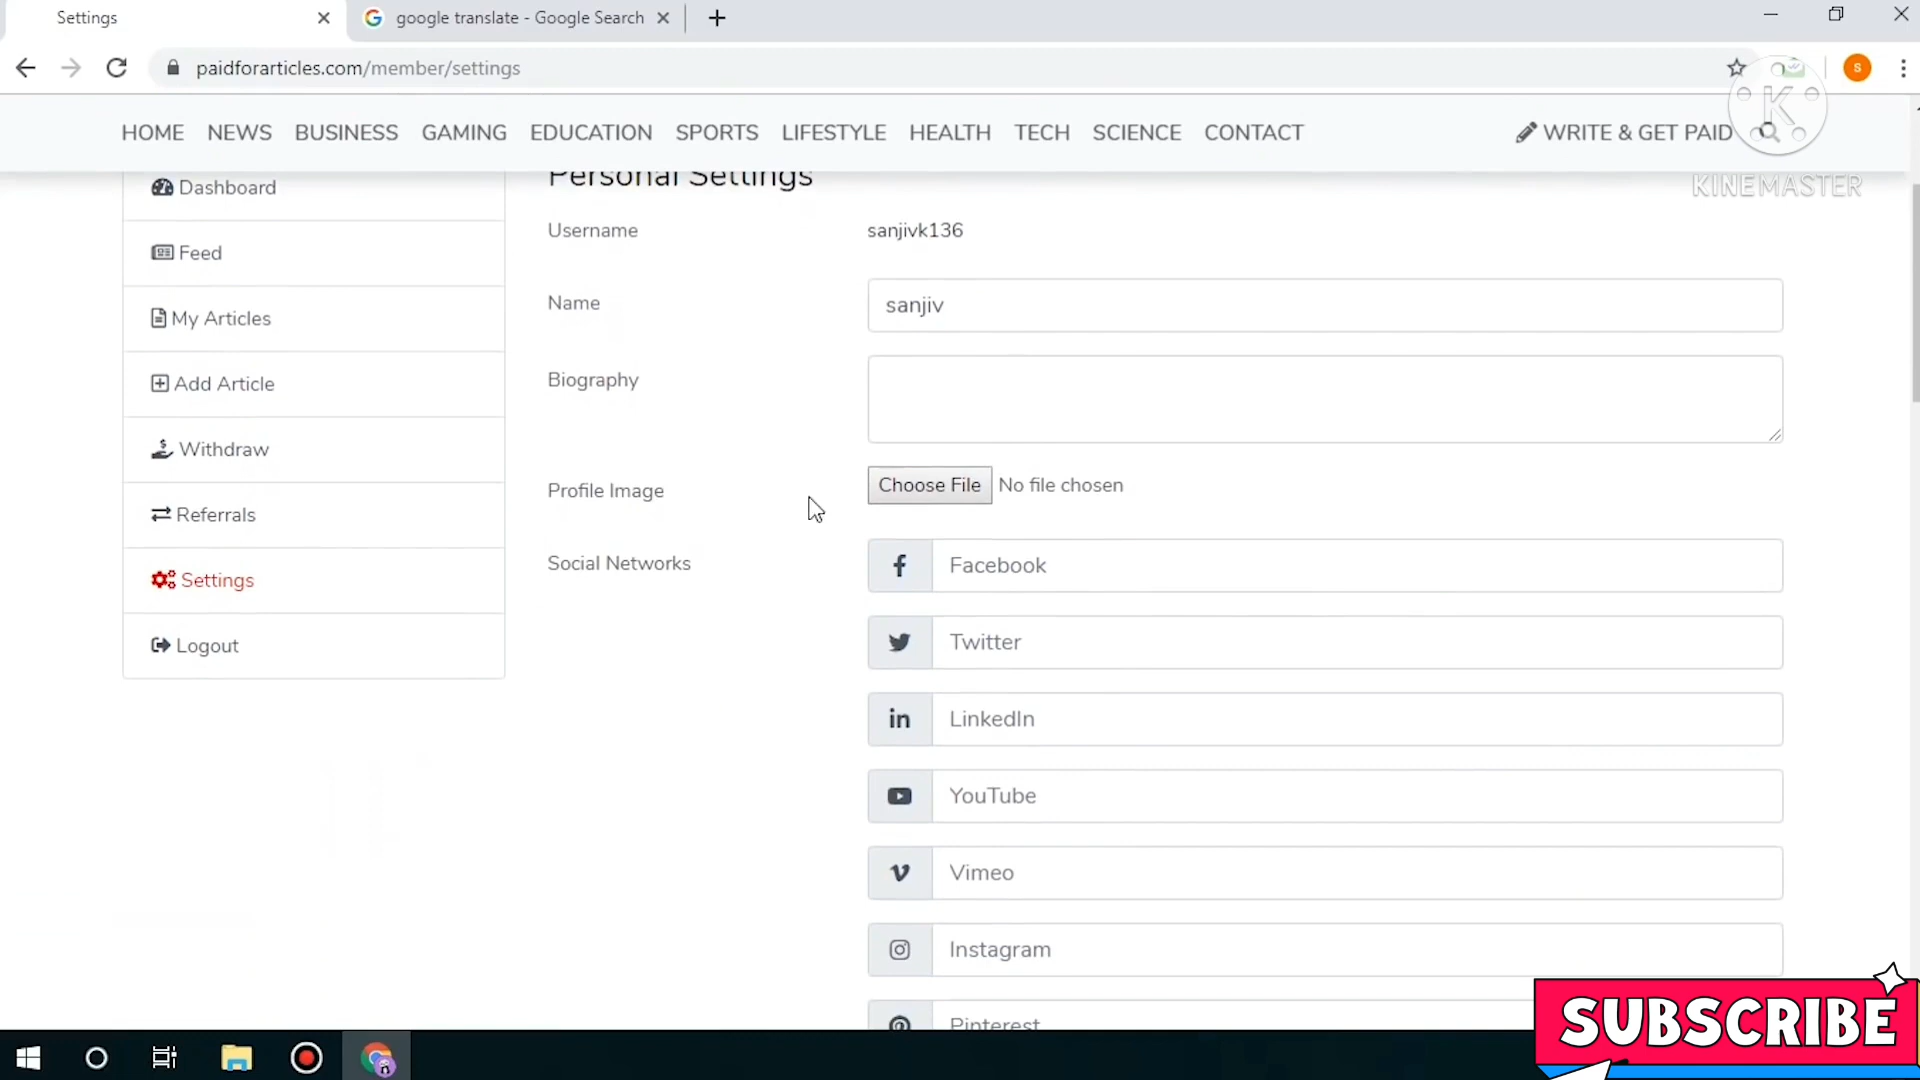 Settings
google translate - Google Search
paidforarticles.com/member/settings
S
HOME NEWS BUSINESS GAMING EDUCATION SPORTS LIFESTYLE HEALTH TECH SCIENCE CONTACT WRITE & GET PAID
K
KINEMASTER
Dashboard
Feed
My Articles
Add Article
Withdraw
Referrals
Settings
Logout
Personal Settings
Username sanjivk136
Name sanjiv
Biography
Profile Image Choose File No file chosen
Social Networks Facebook
Twitter
LinkedIn
YouTube
Vimeo
Instagram
Pinterest
SUBSCRIBE